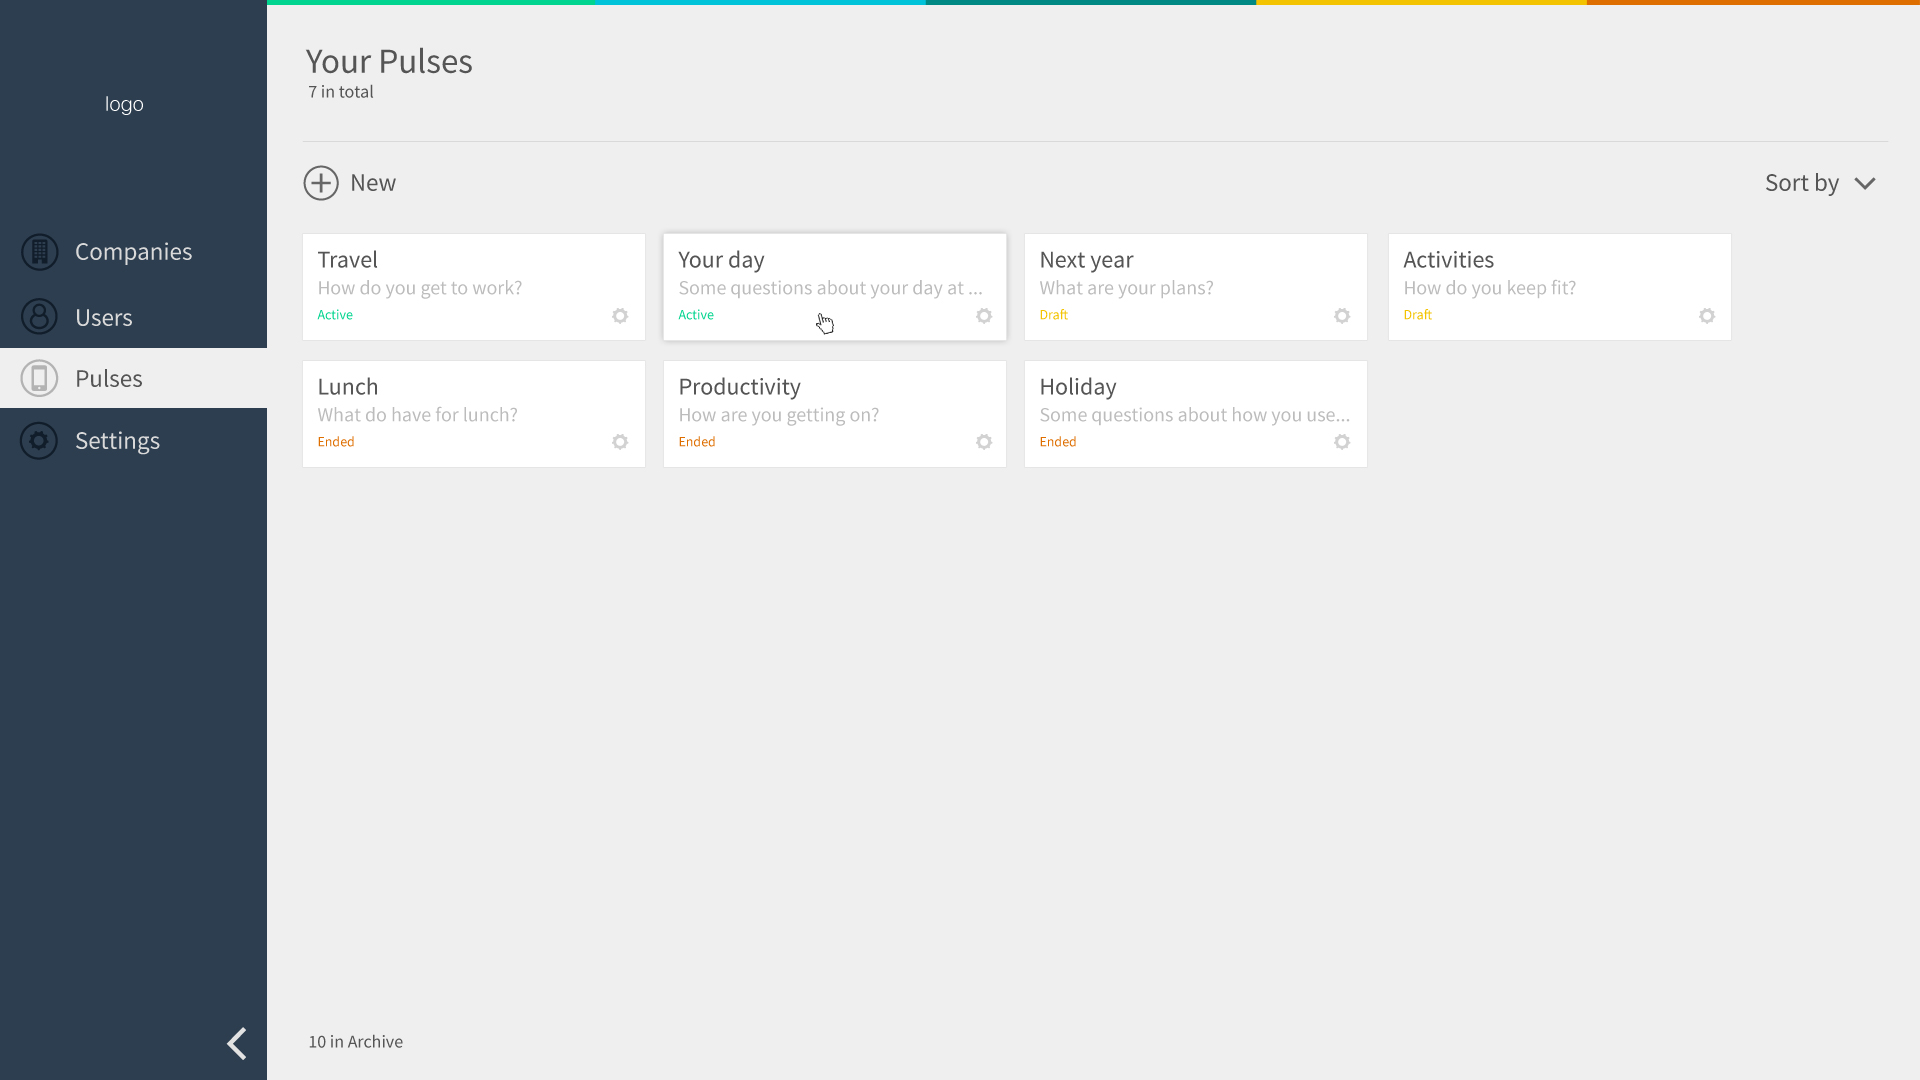 logo
Companies
Users
Pulses
Settings
Your Pulses
7 in total
New
Sort by
Travel
How do you get to work?
Active
Your day
Some questions about your day at ...
Active
Next year
What are your plans?
Draft
Activities
How do you keep fit?
Draft
Lunch
What do have for lunch?
Ended
Productivity
How are you getting on?
Ended
Holiday
Some questions about how you use...
Ended
10 in Archive